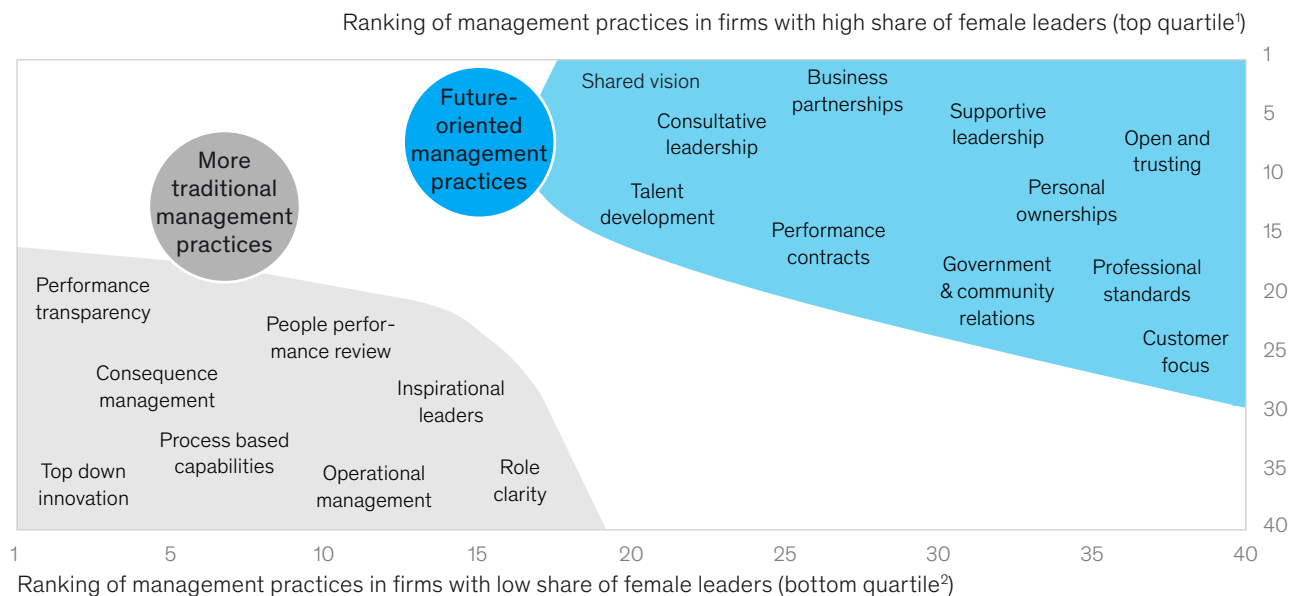 Ranking of management practices in firms with high share of female leaders (top quartile¹)
More
traditional
management
practices
Future-
oriented
management
practices
Shared vision
Business
partnerships
Consultative
leadership
Supportive
leadership
Open and
trusting
Talent
development
Personal
ownerships
Performance
contracts
Government
& community
relations
Professional
standards
Customer
focus
Performance
transparency
People perfor-
mance review
Consequence
management
Inspirational
leaders
Process based
capabilities
Top down
innovation
Operational
management
Role
clarity
1
5
10
15
20
25
30
35
40
1
5
10
15
20
25
30
35
40
Ranking of management practices in firms with low share of female leaders (bottom quartile²)